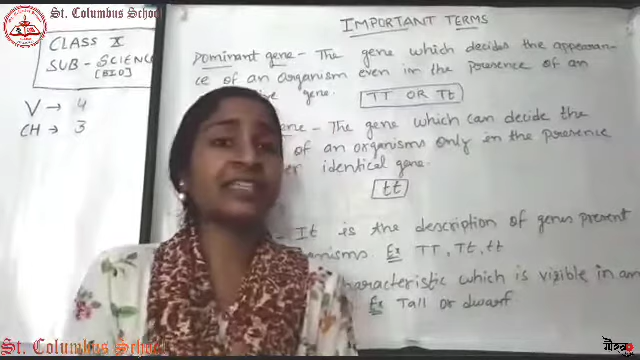 St. Columbus School
CLASS X
SUB - SCIENCE
[BIO]
V → 4
CH → 3
IMPORTANT TERMS
Dominant gene - The gene which decides the appearan-
ce of an organism even in the presence of an
gene.
TT OR Tt
- The gene which can decide the
of an organisms only in the presence
identical gene.
tt
- It is the description of genes present
Ex TT, Tt, tt
characteristic which is visible in an
Ex Tall or dwarf
St. Columbus School